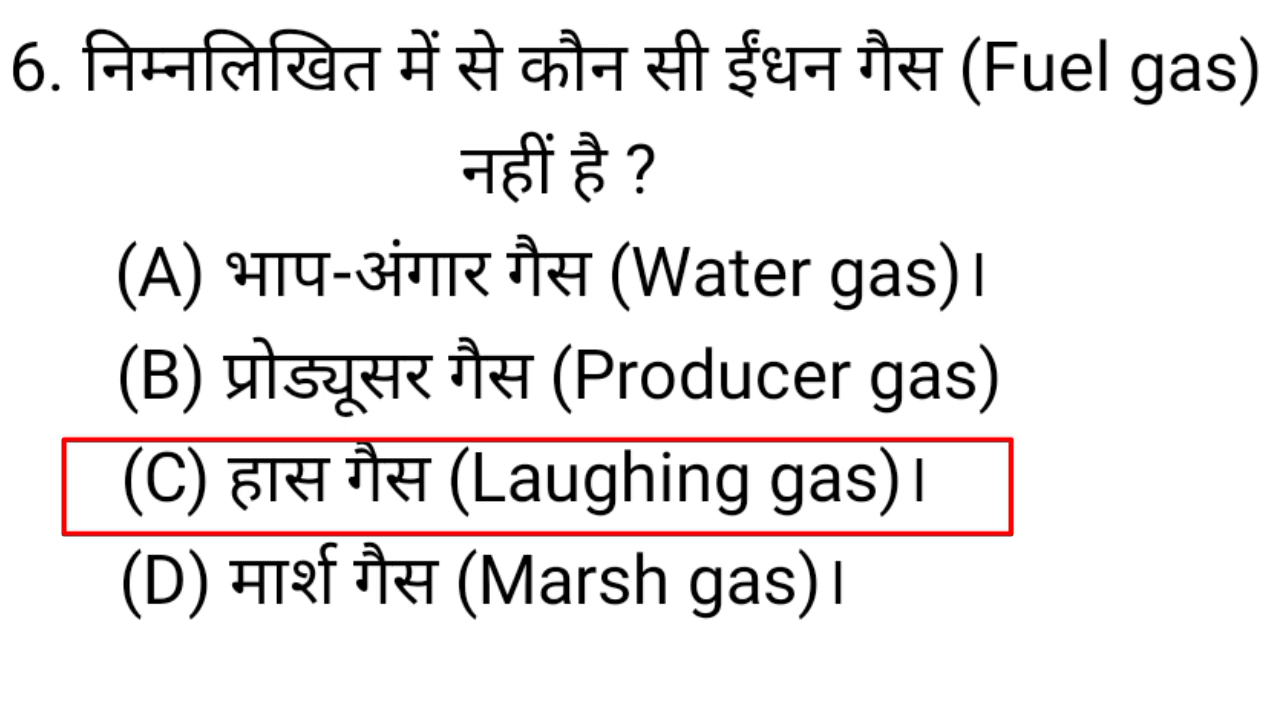 6. निम्नलिखित में से कौन सी ईंधन गैस (Fuel gas)
नहीं है ?
(A) भाप-अंगार गैस (Water gas)।
(B) प्रोड्यूसर गैस (Producer gas)
(C) हास गैस (Laughing gas)।
(D) मार्श गैस (Marsh gas)।